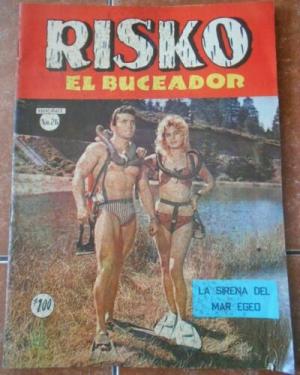 RISKO
EL BUCEADOR
No.26
LA SIRENA DEL
MAR EGEO
$1.00